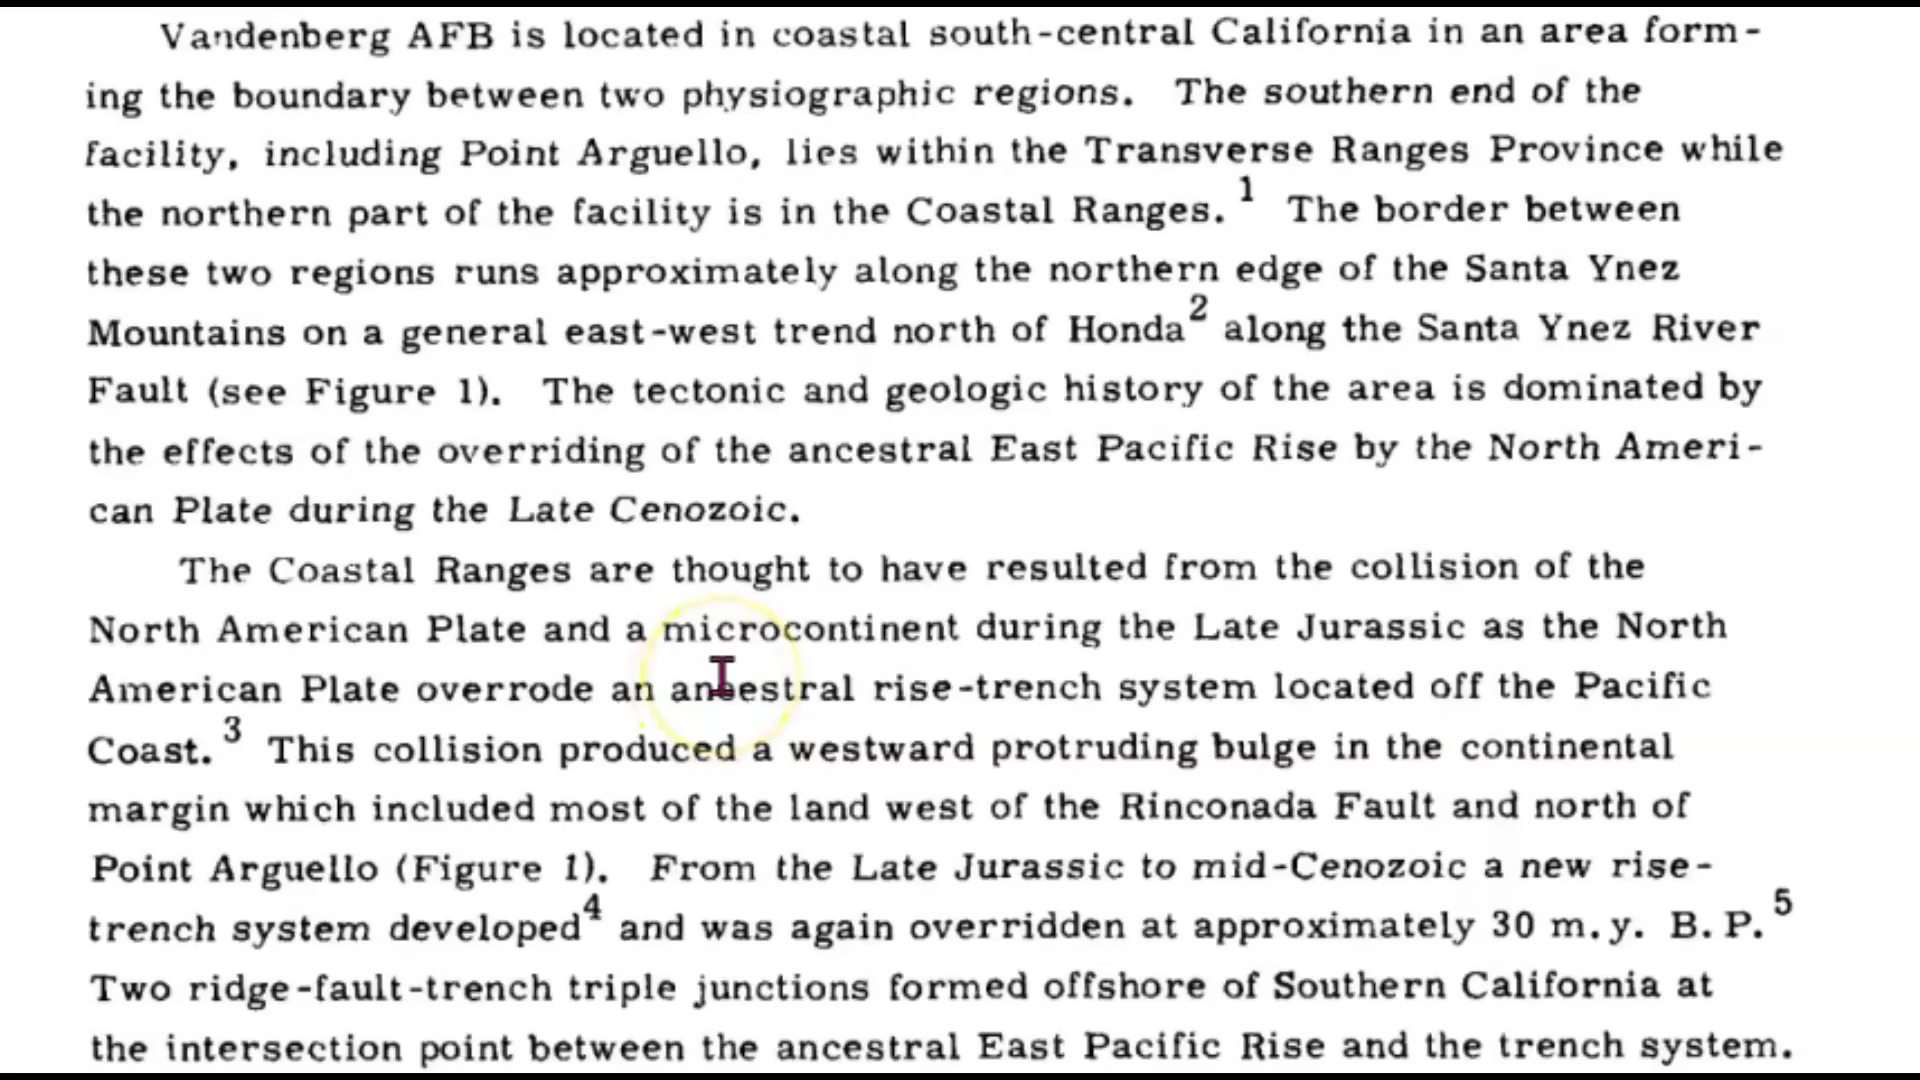 Vandenberg AFB is located in coastal south-central California in an area form-
ing the boundary between two physiographic regions. The southern end of the
facility, including Point Arguello, lies within the Transverse Ranges Province while
the northern part of the facility is in the Coastal Ranges.1 The border between
these two regions runs approximately along the northern edge of the Santa Ynez
Mountains on a general east-west trend north of Honda2 along the Santa Ynez River
Fault (see Figure 1). The tectonic and geologic history of the area is dominated by
the effects of the overriding of the ancestral East Pacific Rise by the North Ameri-
can Plate during the Late Cenozoic.
The Coastal Ranges are thought to have resulted from the collision of the
North American Plate and a microcontinent during the Late Jurassic as the North
American Plate overrode an ancestral rise-trench system located off the Pacific
Coast.3 This collision produced a westward protruding bulge in the continental
margin which included most of the land west of the Rinconada Fault and north of
Point Arguello (Figure 1). From the Late Jurassic to mid-Cenozoic a new rise-
trench system developed4 and was again overridden at approximately 30 m.y. B.P.5
Two ridge-fault-trench triple junctions formed offshore of Southern California at
the intersection point between the ancestral East Pacific Rise and the trench system.